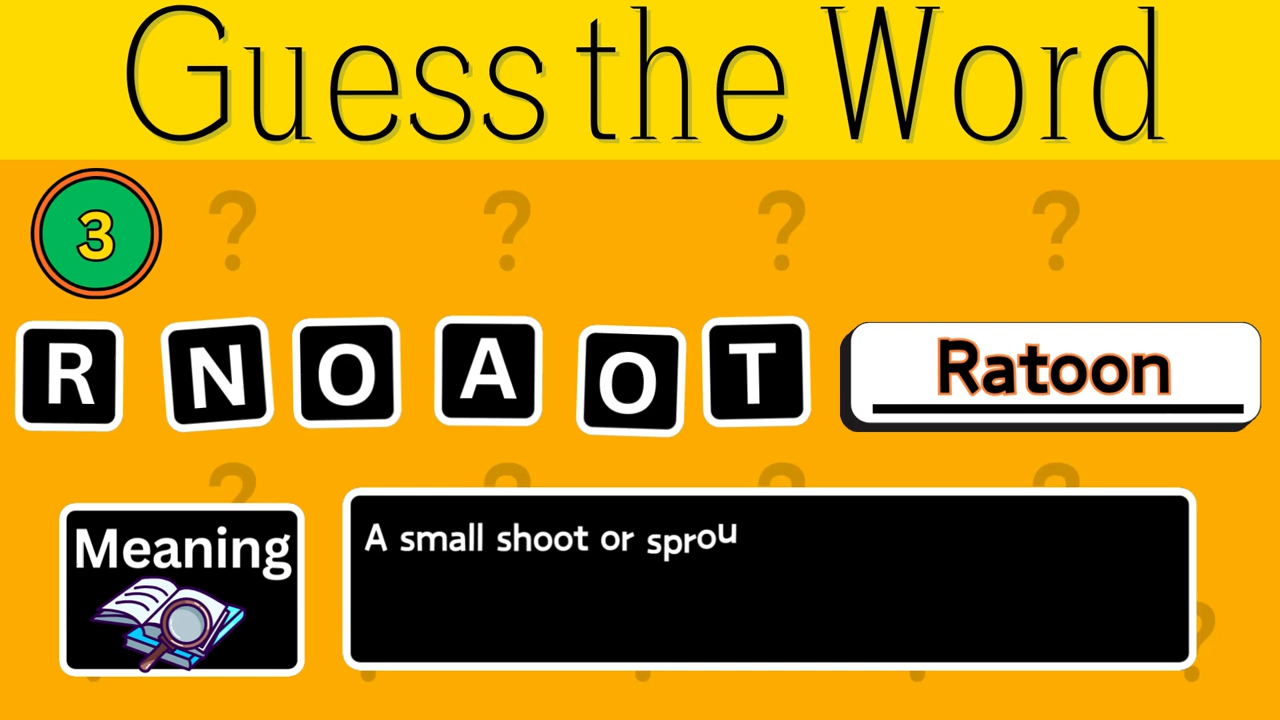 Guess the Word
3
? ? ? ?
R N O A O T
Ratoon
? ? ? ?
Meaning
A small shoot or sprou
?